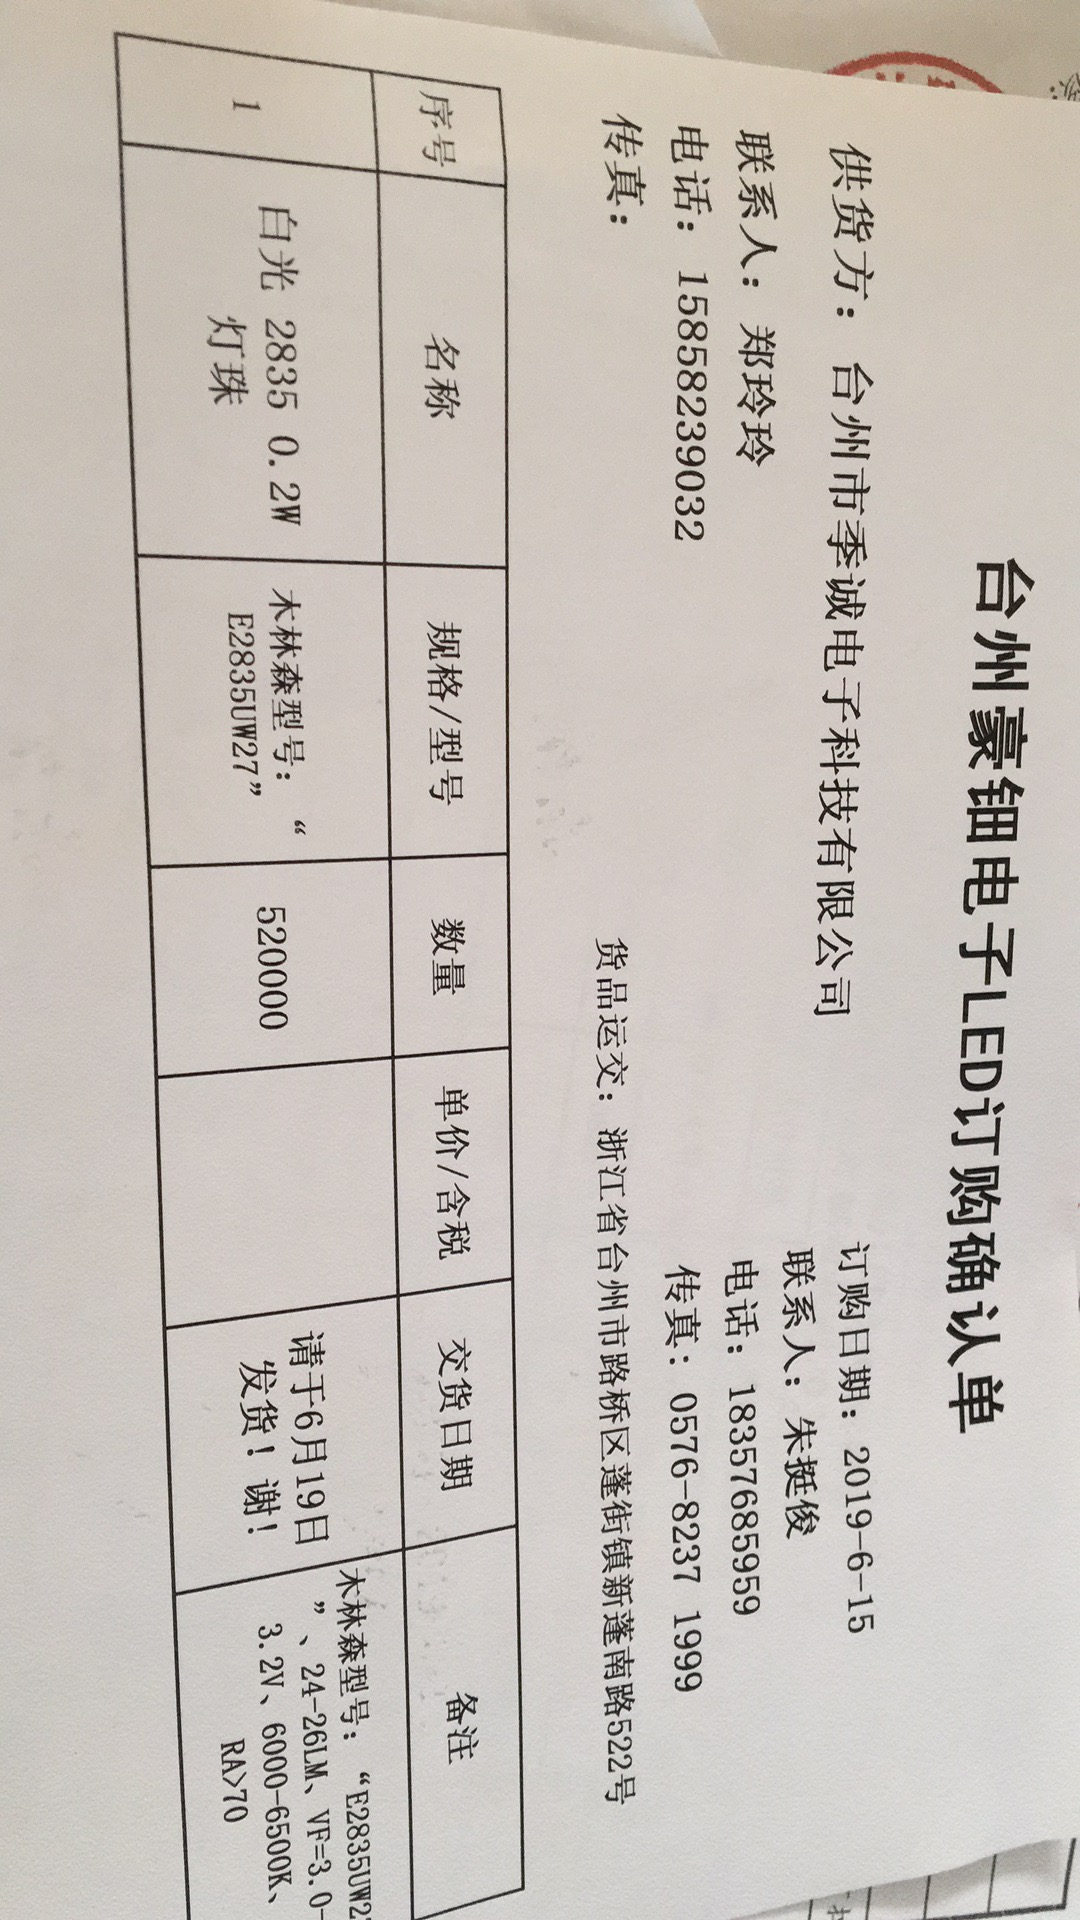 台州豪钿电子LED订购确认单
供货方：台州市季诚电子科技有限公司
订购日期：2019-6-15
联系人：郑玲玲
联系人：朱挺俊
电话：15858239032
电话：18357685959
传真：
传真：0576-8237 1999
货品运交：浙江省台州市路桥区蓬街镇新蓬南路522号
序号 名称 规格/型号 数量 单价/含税 交货日期 备注
1
白光 2835 0.2W
灯珠
木林森型号：“
E2835UW27”
520000
请于6月19日
发货！谢！
木林森型号：“E2835UW27
”、24-26LM、VF=3.0-
3.2V、6000-6500K、
RA>70